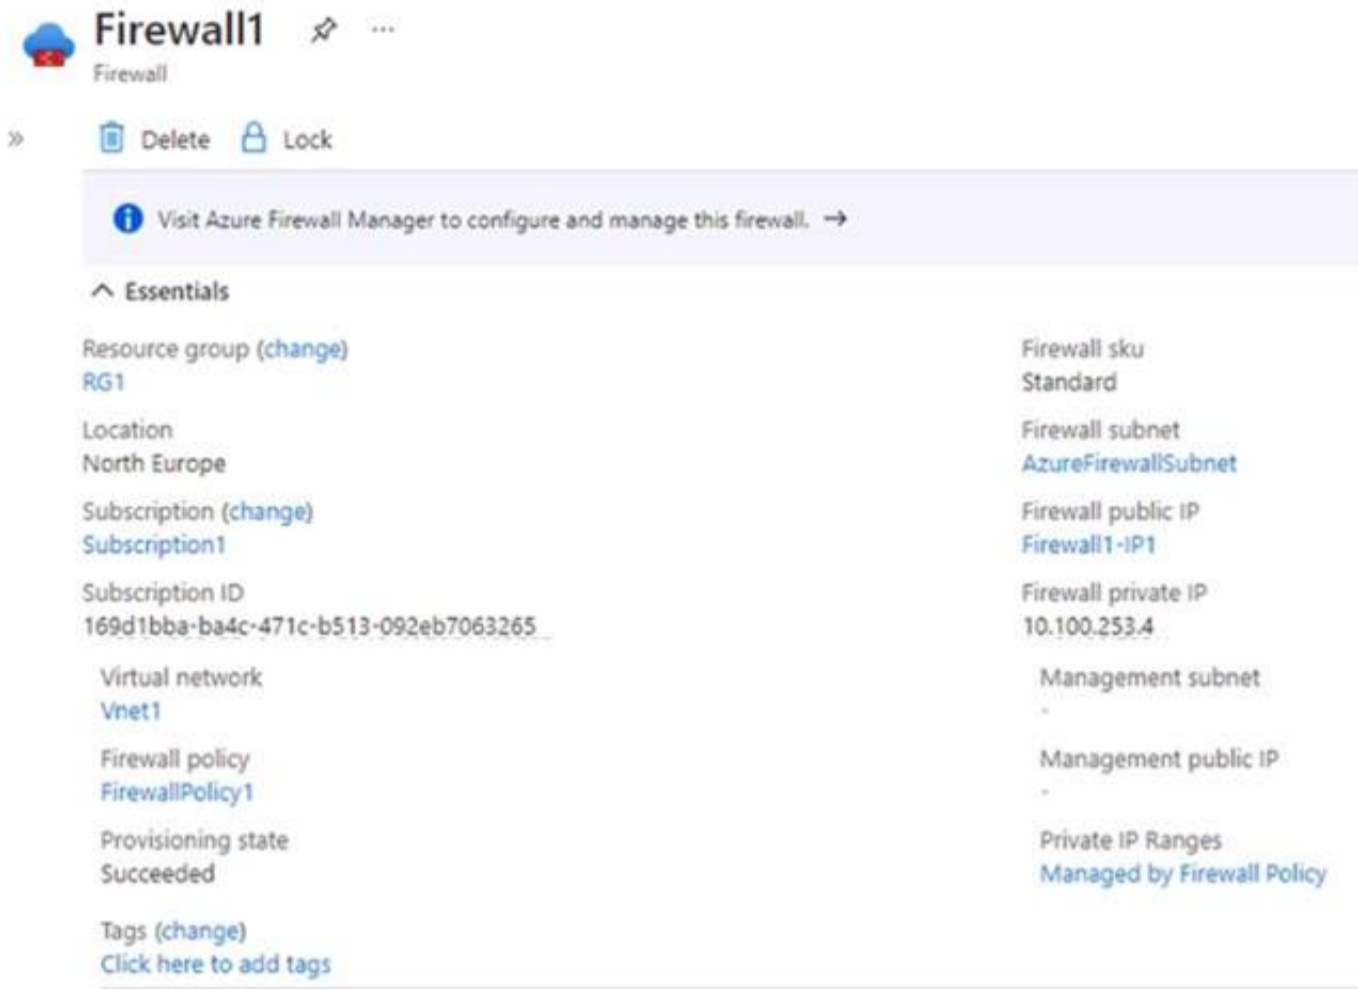 Firewall1
Firewall
Delete
Lock
Visit Azure Firewall Manager to configure and manage this firewall. →
Essentials
Resource group (change)
RG1
Location
North Europe
Subscription (change)
Subscription1
Subscription ID
169d1bba-ba4c-471c-b513-092eb7063265
Virtual network
Vnet1
Firewall policy
FirewallPolicy1
Provisioning state
Succeeded
Tags (change)
Click here to add tags
Firewall sku
Standard
Firewall subnet
AzureFirewallSubnet
Firewall public IP
Firewall1-IP1
Firewall private IP
10.100.253.4
Management subnet
-
Management public IP
-
Private IP Ranges
Managed by Firewall Policy